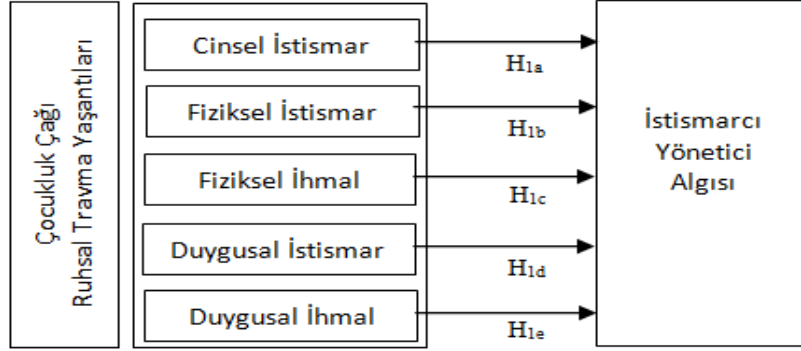 Çocukluk Çağı
Ruhsal Travma Yaşantıları
Cinsel İstismar
Fiziksel İstismar
Fiziksel İhmal
Duygusal İstismar
Duygusal İhmal
H1a
H1b
H1c
H1d
H1e
İstismarcı
Yönetici
Algısı